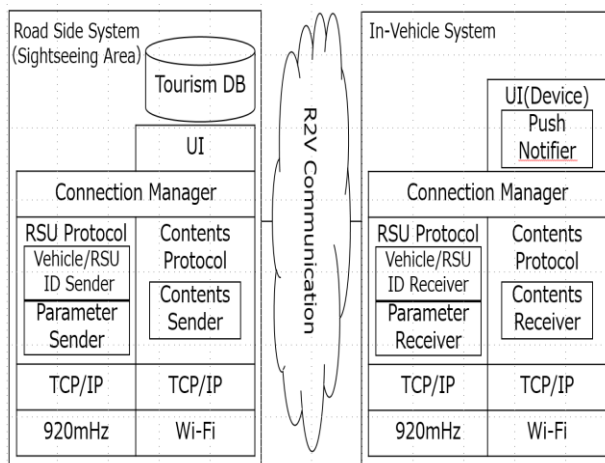 Road Side System
(Sightseeing Area)
Tourism DB
UI
Connection Manager
RSU Protocol
Vehicle/RSU
ID Sender
Parameter
Sender
Contents
Protocol
Contents
Sender
TCP/IP
TCP/IP
920mHz
Wi-Fi
R2V Communication
In-Vehicle System
UI(Device)
Push
Notifier
Connection Manager
RSU Protocol
Vehicle/RSU
ID Receiver
Parameter
Receiver
Contents
Protocol
Contents
Receiver
TCP/IP
TCP/IP
920mHz
Wi-Fi